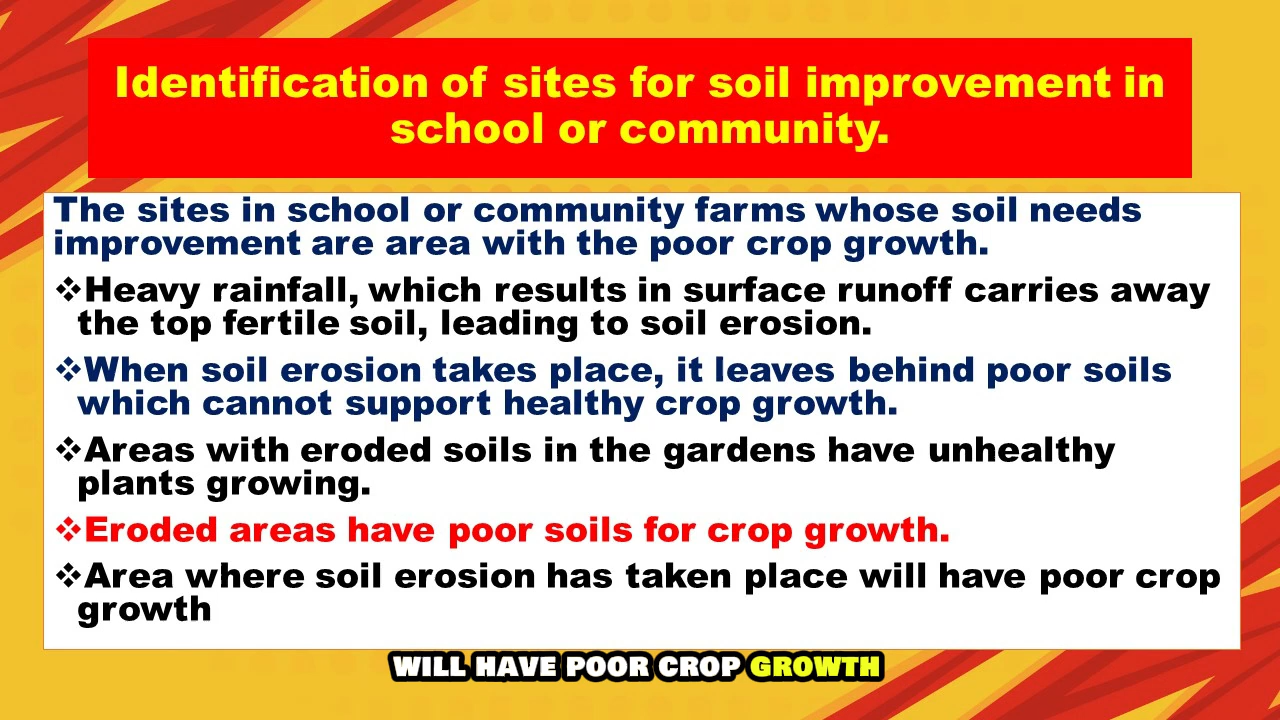 Identification of sites for soil improvement in
school or community.
The sites in school or community farms whose soil needs
improvement are area with the poor crop growth.
❖Heavy rainfall, which results in surface runoff carries away
the top fertile soil, leading to soil erosion.
❖When soil erosion takes place, it leaves behind poor soils
which cannot support healthy crop growth.
❖Areas with eroded soils in the gardens have unhealthy
plants growing.
❖Eroded areas have poor soils for crop growth.
❖Area where soil erosion has taken place will have poor crop
growth
WILL HAVE POOR CROP GROWTH